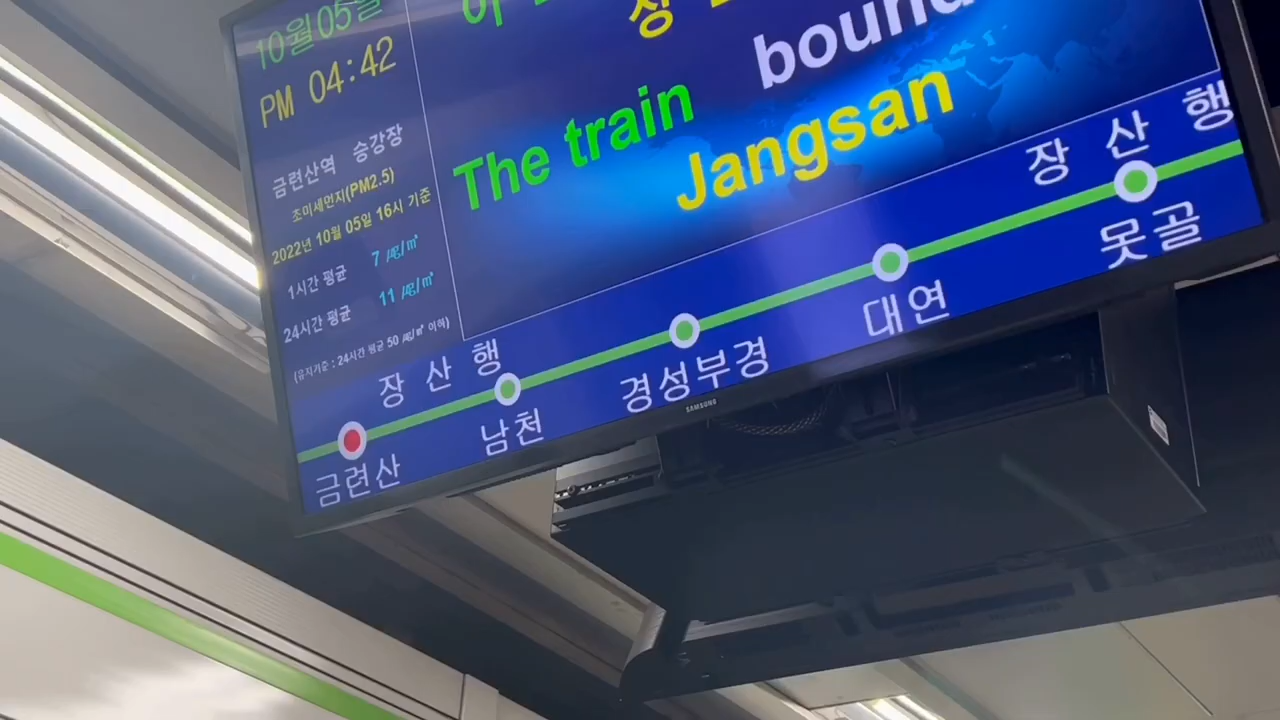 10월05일
PM 04:42
금련산역 승강장
초미세먼지(PM2.5)
2022년 10월 05일 16시 기준
1시간 평균 7 ㎍/㎥
24시간 평균 11 ㎍/㎥
(유지기준 : 24시간 평균 50 ㎍/㎥ 이하)
이
장
The train bound
Jangsan
장 산 행
장 산 행
금련산
남천
경성부경
대연
못골
SAMSUNG